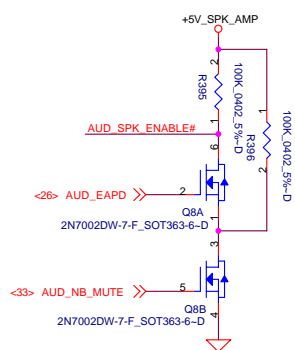 +5V_SPK_AMP
2
R395
100K_0402_5%~D
1
1
R396
100K_0402_5%~D
2
AUD_SPK_ENABLE#
6
<26> AUD_EAPD
2
Q8A
1
2N7002DW-7-F_SOT363-6~D
3
<33> AUD_NB_MUTE
5
Q8B
4
2N7002DW-7-F_SOT363-6~D